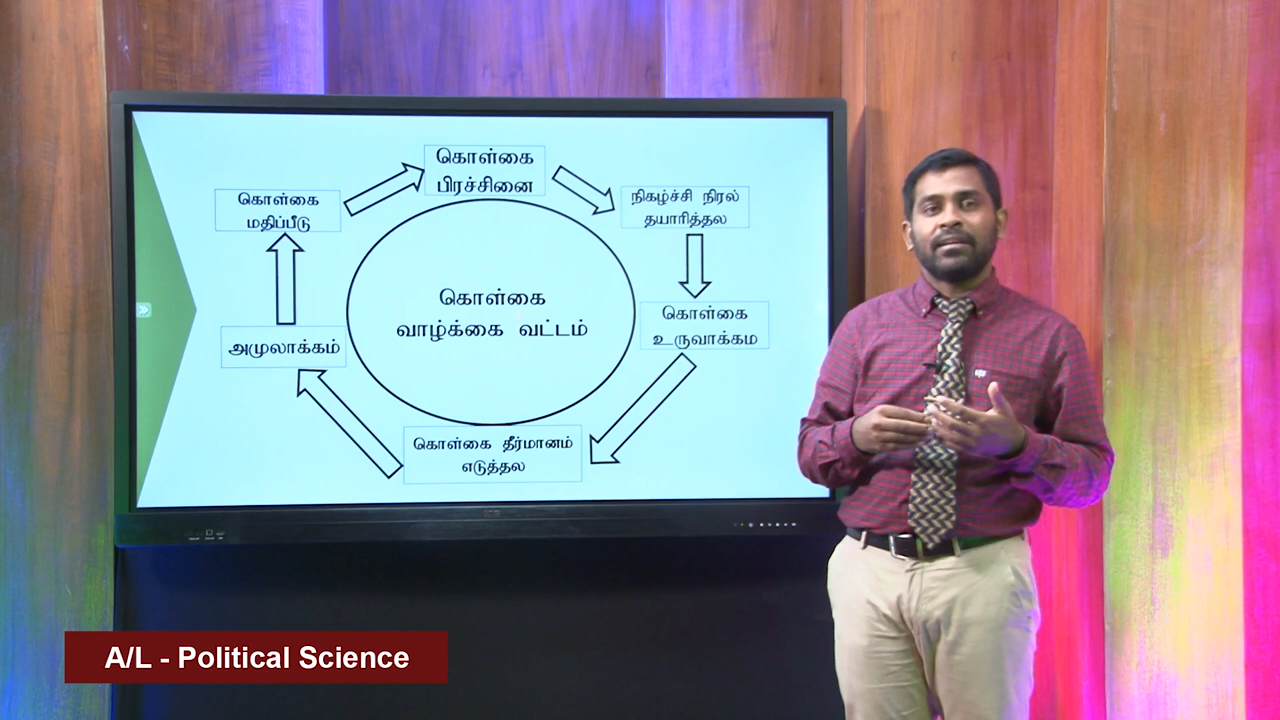 கொள்கை
பிரச்சினை
நிகழ்ச்சி நிரல்
தயாரித்தல
கொள்கை
உருவாக்கம
கொள்கை தீர்மானம்
எடுத்தல
அமுலாக்கம்
கொள்கை
மதிப்பீடு
கொள்கை
வாழ்க்கை வட்டம்
A/L - Political Science